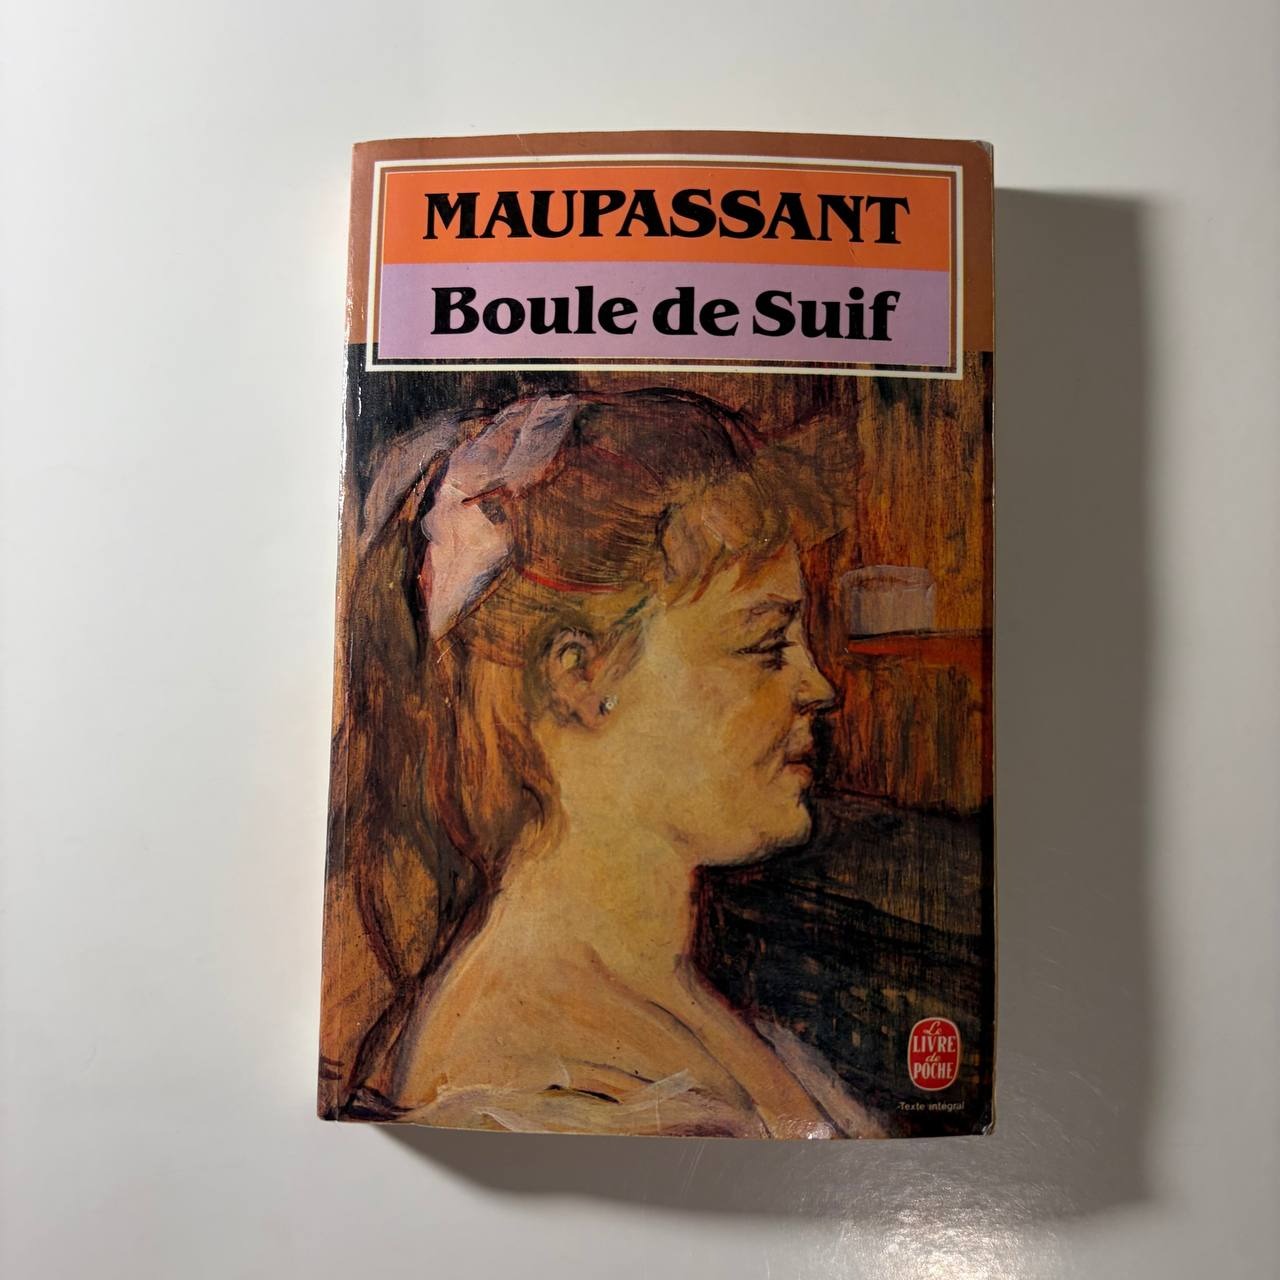 MAUPASSANT
Boule de Suif
Le
LIVRE
de
POCHE
Texte intégral